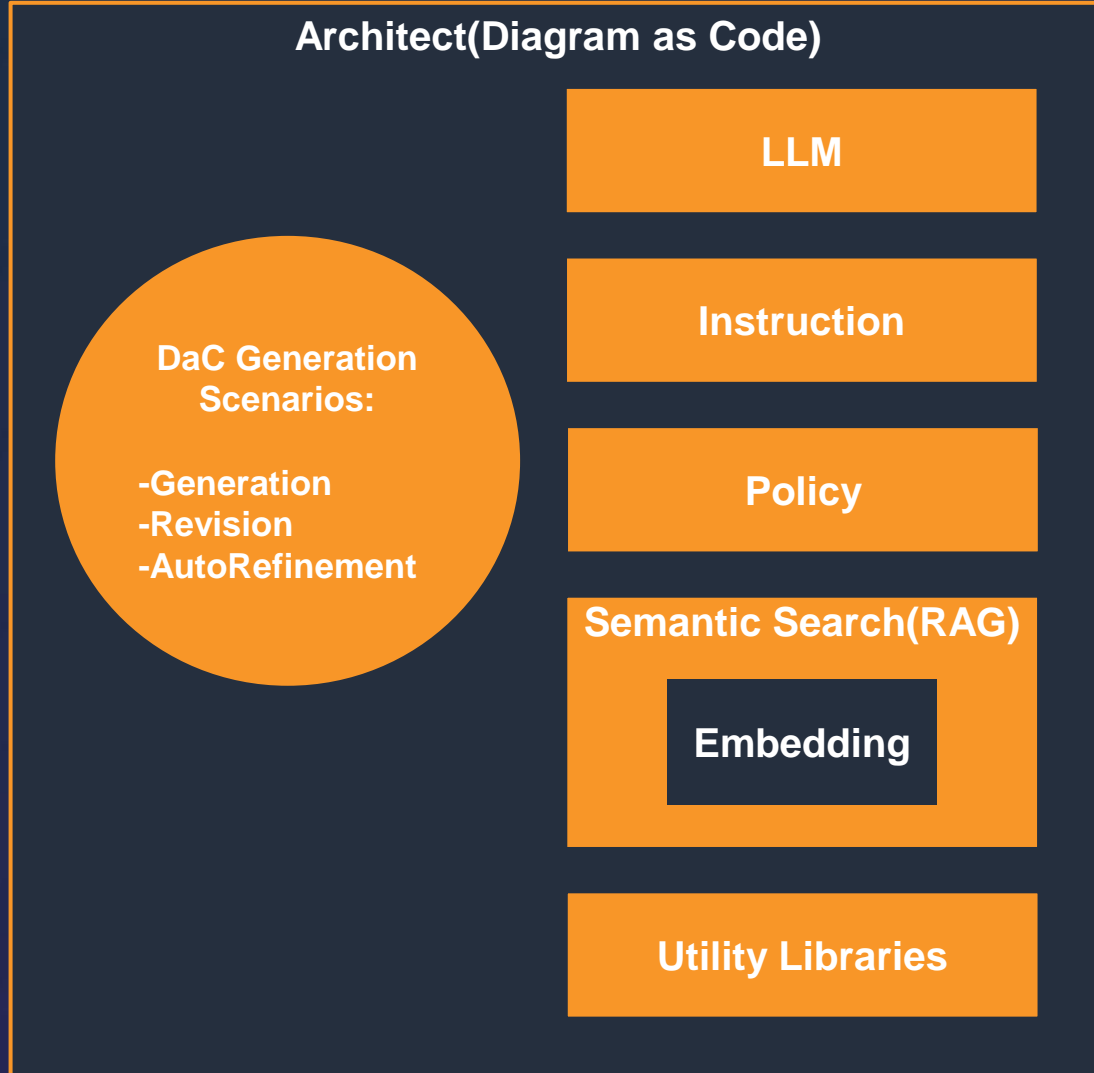 Architect(Diagram as Code)
DaC Generation
Scenarios:
-Generation
-Revision
-AutoRefinement
LLM
Instruction
Policy
Semantic Search(RAG)
Embedding
Utility Libraries